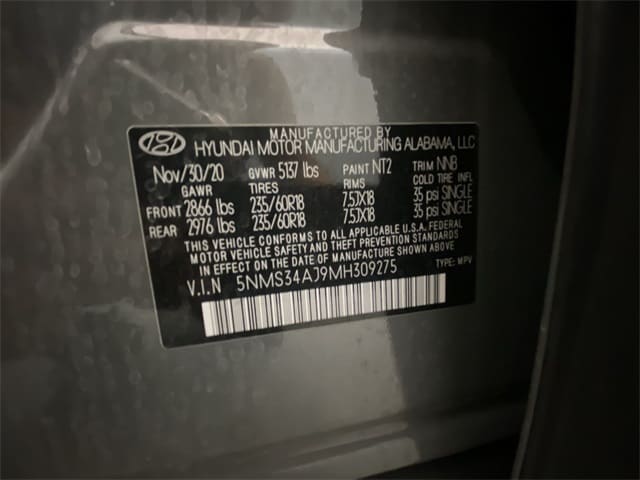 MANUFACTURED BY
HYUNDAI MOTOR MANUFACTURING ALABAMA, LLC
Nov/30/20 GVWR 5137 lbs PAINT NT2 TRIM NNB
GAWR TIRES RIMS COLD TIRE INFL
FRONT 2866 lbs 235/60R18 7.5JX18 35 psi SINGLE
REAR 2976 lbs 235/60R18 7.5JX18 35 psi SINGLE
THIS VEHICLE CONFORMS TO ALL APPLICABLE U.S.A. FEDERAL
MOTOR VEHICLE SAFETY AND THEFT PREVENTION STANDARDS
IN EFFECT ON THE DATE OF MANUFACTURE SHOWN ABOVE
V.I.N 5NMS34AJ9MH309275 TYPE: MPV